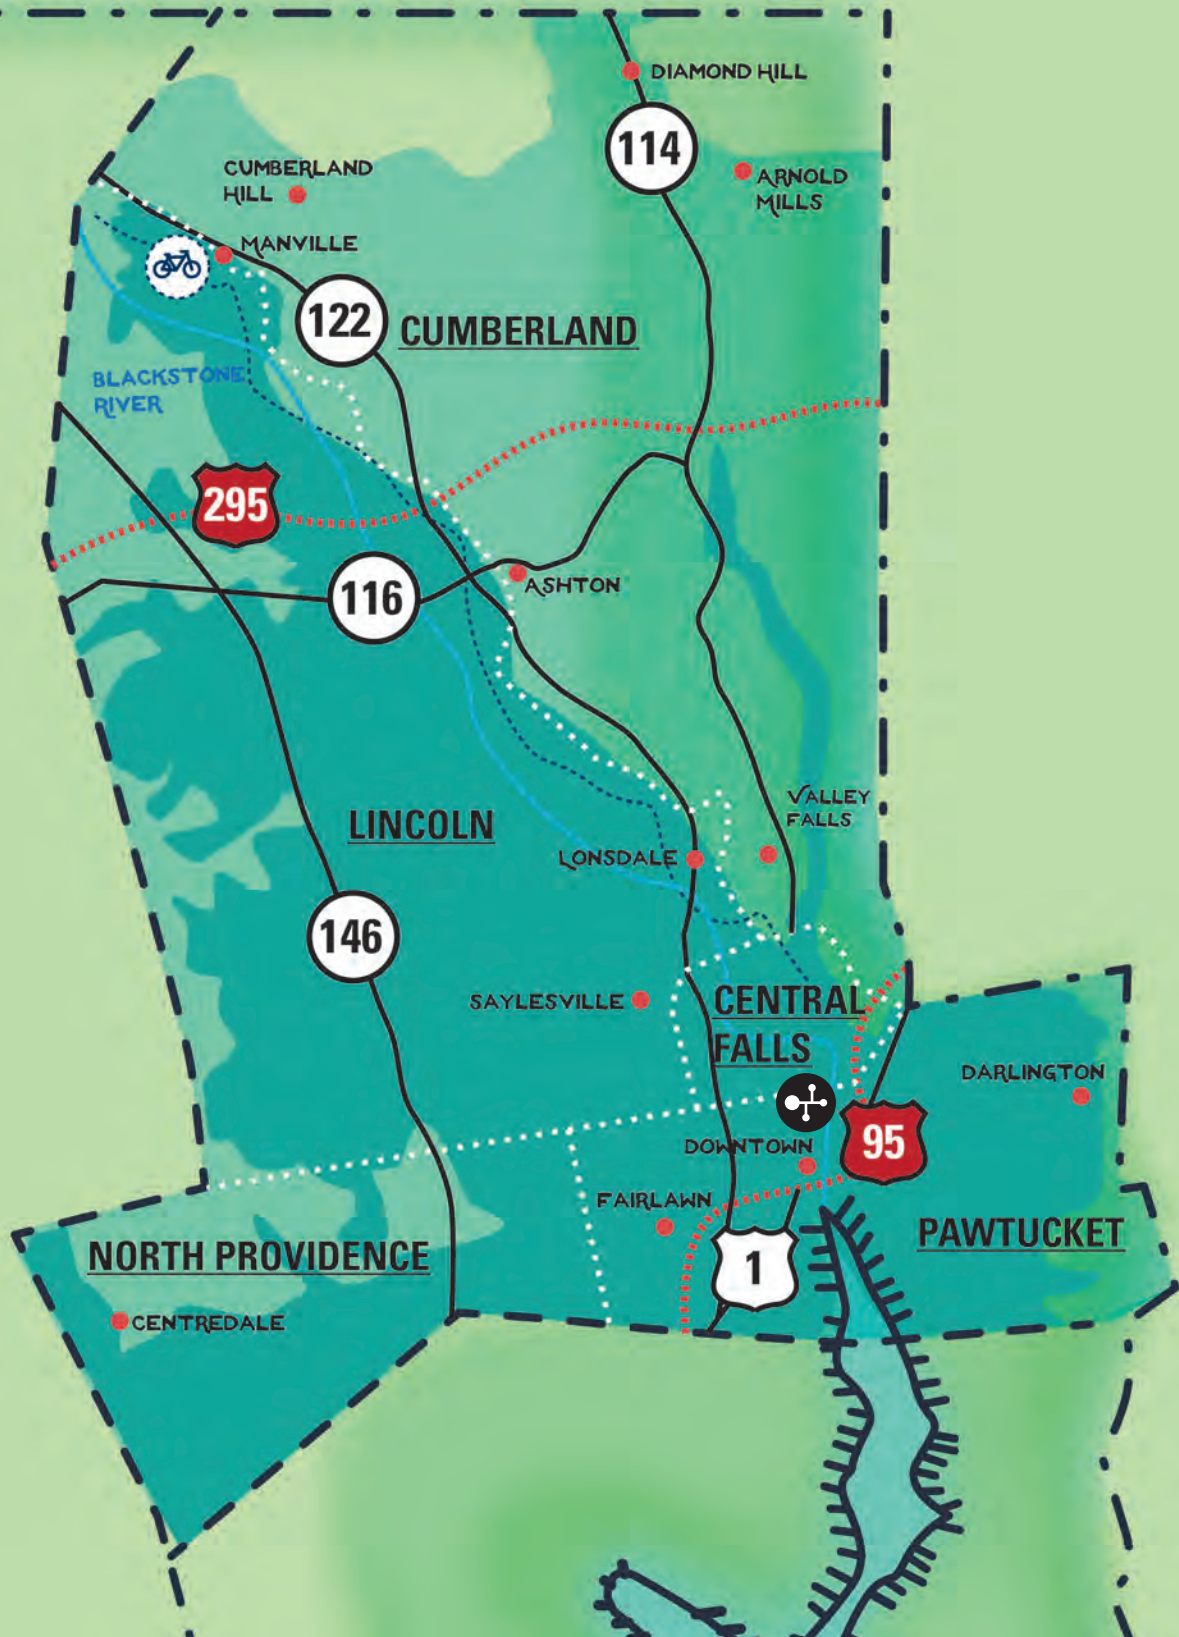 DIAMOND HILL
114
CUMBERLAND
HILL
ARNOLD
MILLS
MANVILLE
122
CUMBERLAND
BLACKSTONE
RIVER
295
116
ASHTON
VALLEY
FALLS
LINCOLN
LONSDALE
146
SAYLESVILLE
CENTRAL
FALLS
DARLINGTON
95
DOWNTOWN
FAIRLAWN
PAWTUCKET
NORTH PROVIDENCE
1
CENTREDALE